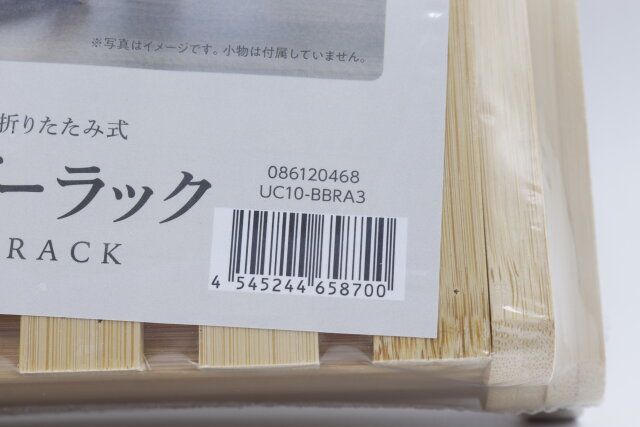 ※写真はイメージです。小物は付属していません。
折りたたみ式
ーラック
RACK
086120468
UC10-BBRA3
4 545244 658700